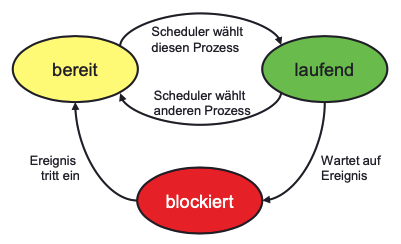 Scheduler wählt
diesen Prozess
bereit
laufend
Scheduler wählt
anderen Prozess
Ereignis
tritt ein
Wartet auf
Ereignis
blockiert